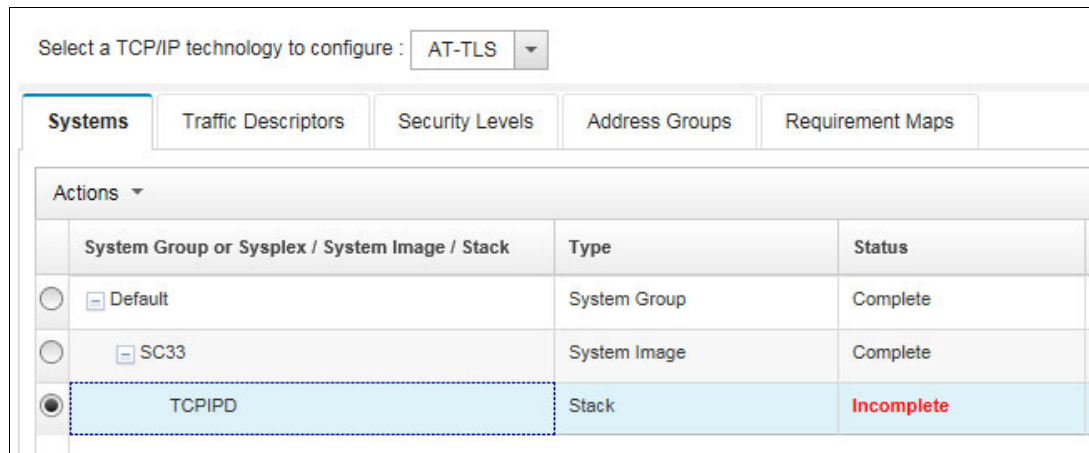 Select a TCP/IP technology to configure : AT-TLS
Systems Traffic Descriptors Security Levels Address Groups Requirement Maps
Actions
System Group or Sysplex / System Image / Stack Type Status
Default System Group Complete
SC33 System Image Complete
TCPIPD Stack Incomplete